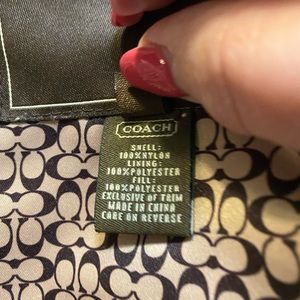 COACH
SHELL:
100%NYLON
LINING:
100%POLYESTER
FILL:
100%POLYESTER
EXCLUSIVE OF TRIM
MADE IN CHINA
CARE ON REVERSE